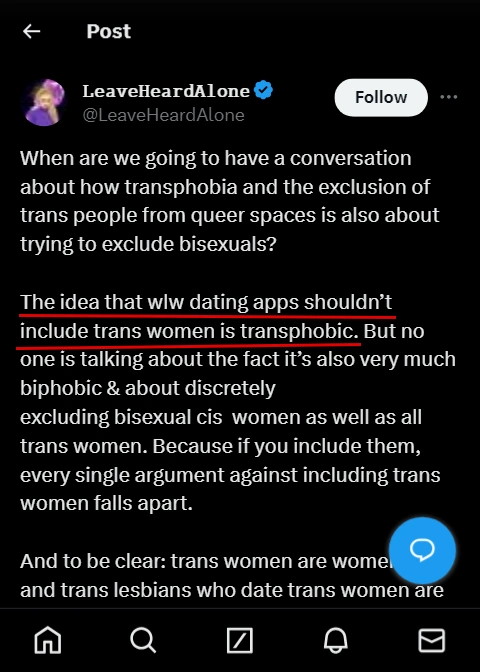 Post
LeaveHeardAlone
@LeaveHeardAlone
Follow
When are we going to have a conversation
about how transphobia and the exclusion of
trans people from queer spaces is also about
trying to exclude bisexuals?
The idea that wlw dating apps shouldn't
include trans women is transphobic. But no
one is talking about the fact it's also very much
biphobic & about discretely
excluding bisexual cis  women as well as all
trans women. Because if you include them,
every single argument against including trans
women falls apart.
And to be clear: trans women are
and trans lesbians who date trans women are